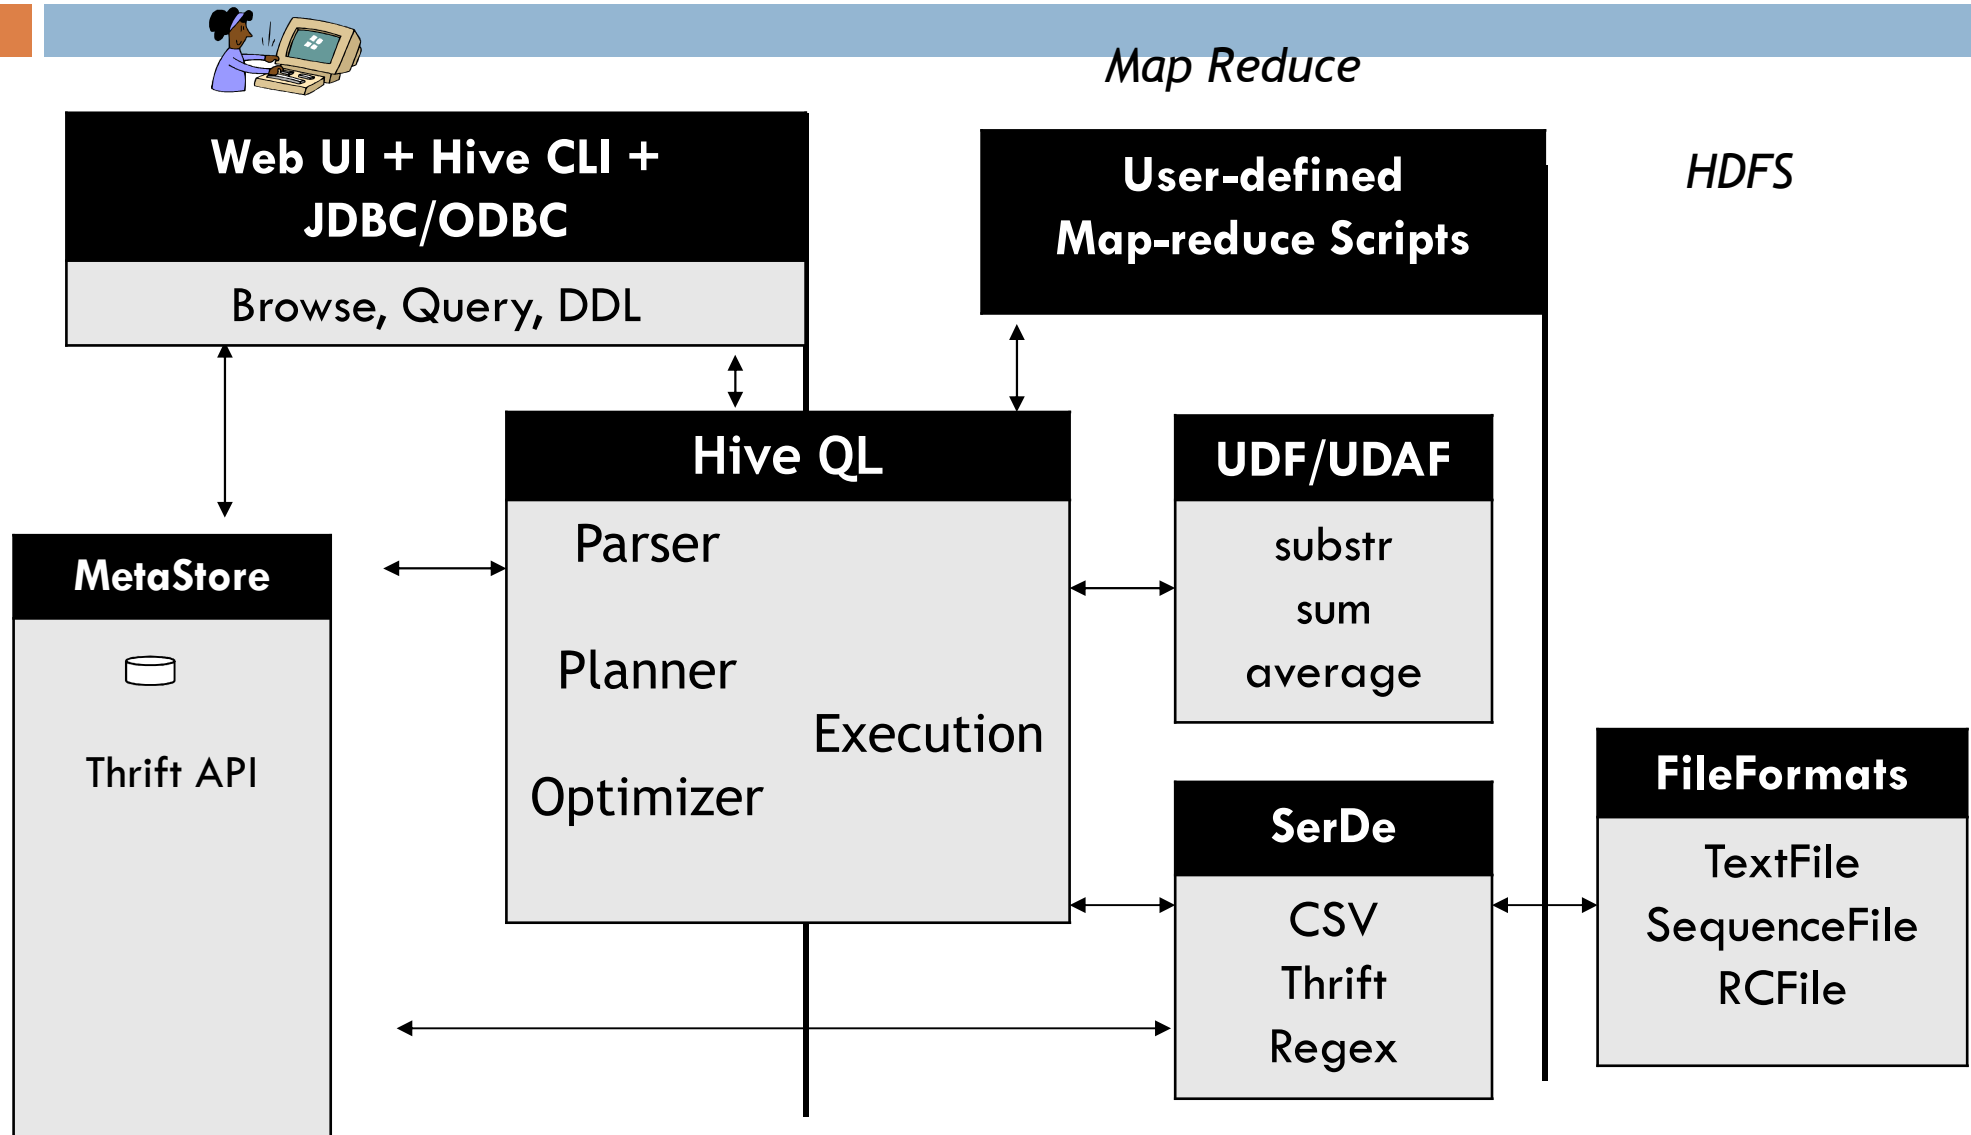 Map Reduce
HDFS
Web UI + Hive CLI +
JDBC/ODBC
Browse, Query, DDL
User-defined
Map-reduce Scripts
MetaStore
Thrift API
Hive QL
Parser
Planner
Execution
Optimizer
UDF/UDAF
substr
sum
average
SerDe
CSV
Thrift
Regex
FileFormats
TextFile
SequenceFile
RCFile